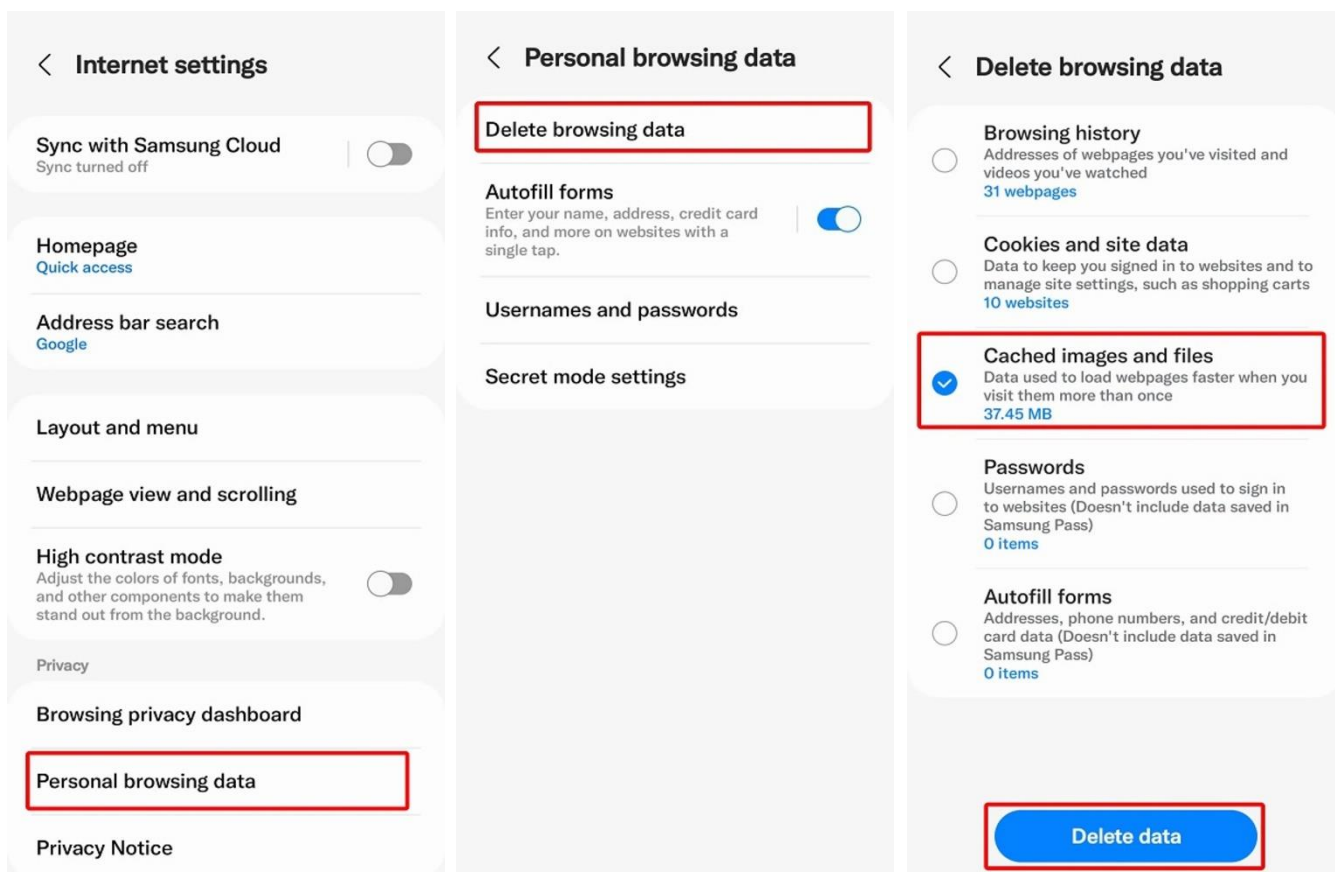 Internet settings
Sync with Samsung Cloud
Sync turned off
Homepage
Quick access
Address bar search
Google
Layout and menu
Webpage view and scrolling
High contrast mode
Adjust the colors of fonts, backgrounds,
and other components to make them
stand out from the background.
Privacy
Browsing privacy dashboard
Personal browsing data
Privacy Notice
Personal browsing data
Delete browsing data
Autofill forms
Enter your name, address, credit card
info, and more on websites with a
single tap.
Usernames and passwords
Secret mode settings
Delete browsing data
Browsing history
Addresses of webpages you've visited and
videos you've watched
31 webpages
Cookies and site data
Data to keep you signed in to websites and to
manage site settings, such as shopping carts
10 websites
Cached images and files
Data used to load webpages faster when you
visit them more than once
37.45 MB
Passwords
Usernames and passwords used to sign in
to websites (Doesn't include data saved in
Samsung Pass)
0 items
Autofill forms
Addresses, phone numbers, and credit/debit
card data (Doesn't include data saved in
Samsung Pass)
0 items
Delete data